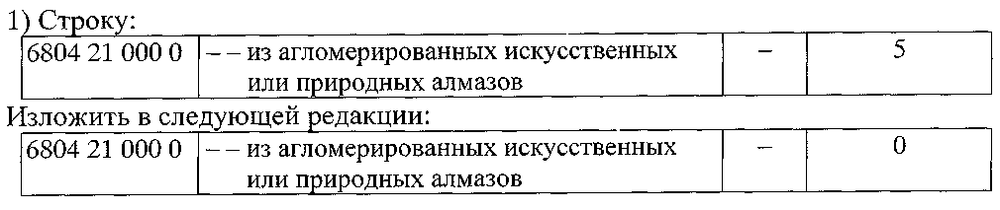 1) Строку:
6804 21 000 0 – – из агломерированных искусственных – 5
или природных алмазов
Изложить в следующей редакции:
6804 21 000 0 – – из агломерированных искусственных – 0
или природных алмазов